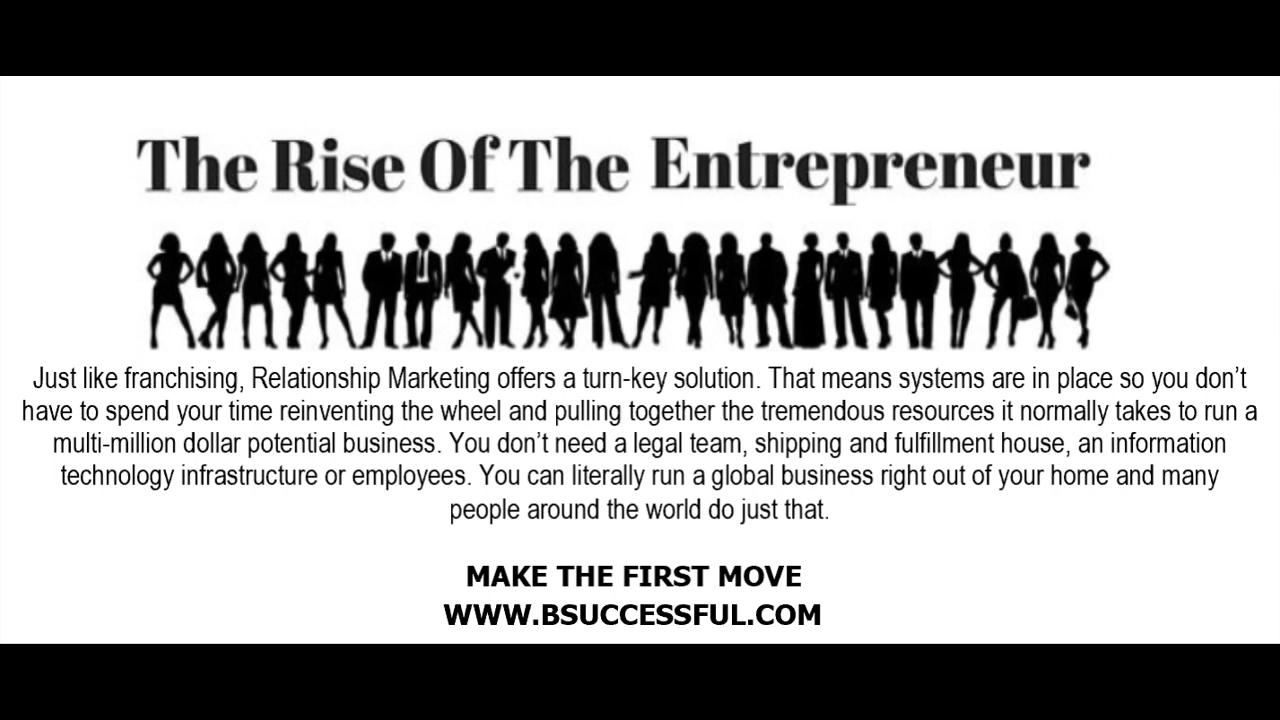 The Rise Of The Entrepreneur
Just like franchising, Relationship Marketing offers a turn-key solution. That means systems are in place so you don’t
have to spend your time reinventing the wheel and pulling together the tremendous resources it normally takes to run a
multi-million dollar potential business. You don’t need a legal team, shipping and fulfillment house, an information
technology infrastructure or employees. You can literally run a global business right out of your home and many
people around the world do just that.
MAKE THE FIRST MOVE
WWW.BSUCCESSFUL.COM